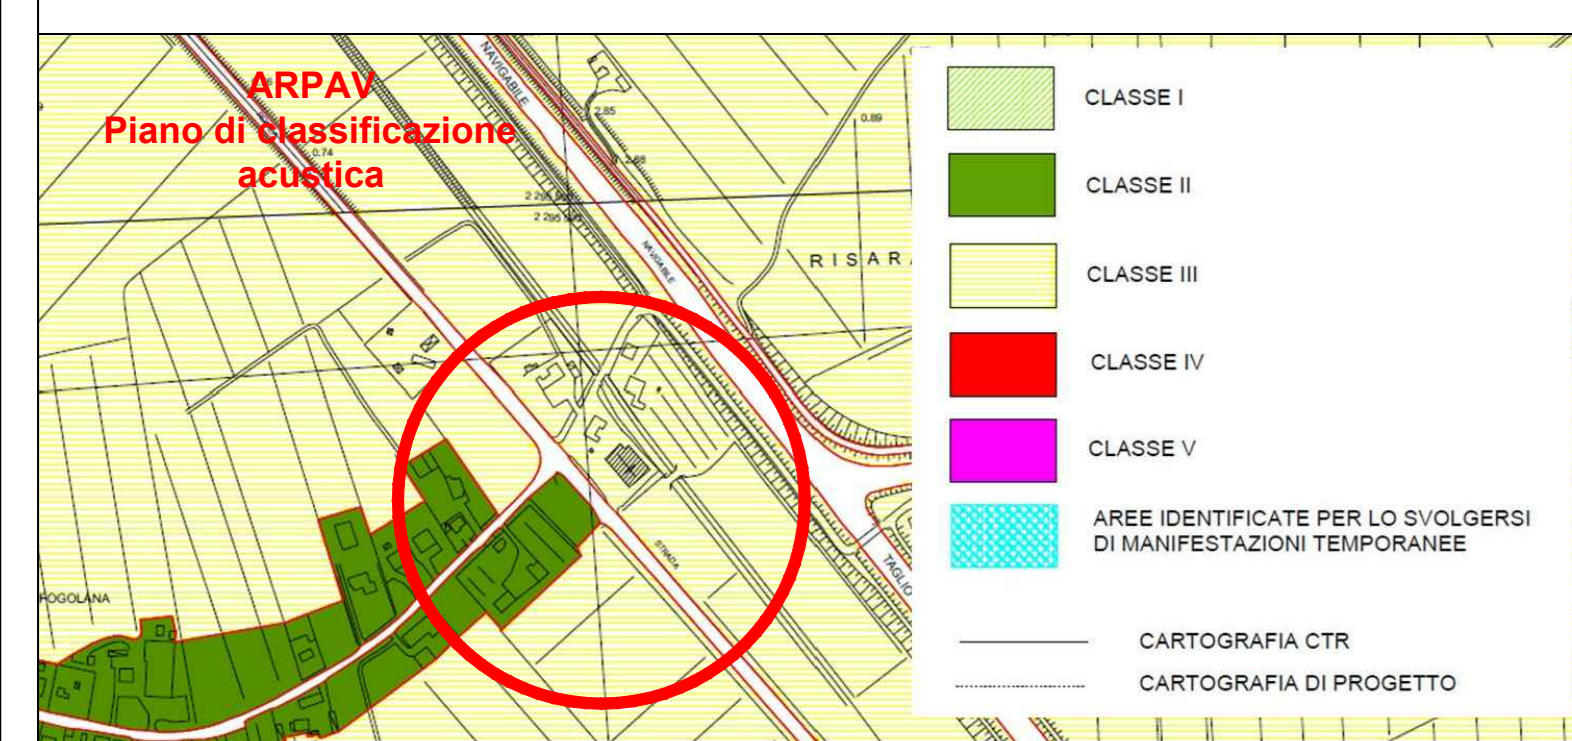 ARPAV
Piano di classificazione
acustica
NAVIGABILE
2.85
2.88
0.89
0.74
2 295
2 295
NAVIGABILE
RISAR
STRADA
TAGLIO
FOGOLANA
CLASSE I
CLASSE II
CLASSE III
CLASSE IV
CLASSE V
AREE IDENTIFICATE PER LO SVOLGERSI
DI MANIFESTAZIONI TEMPORANEE
CARTOGRAFIA CTR
CARTOGRAFIA DI PROGETTO